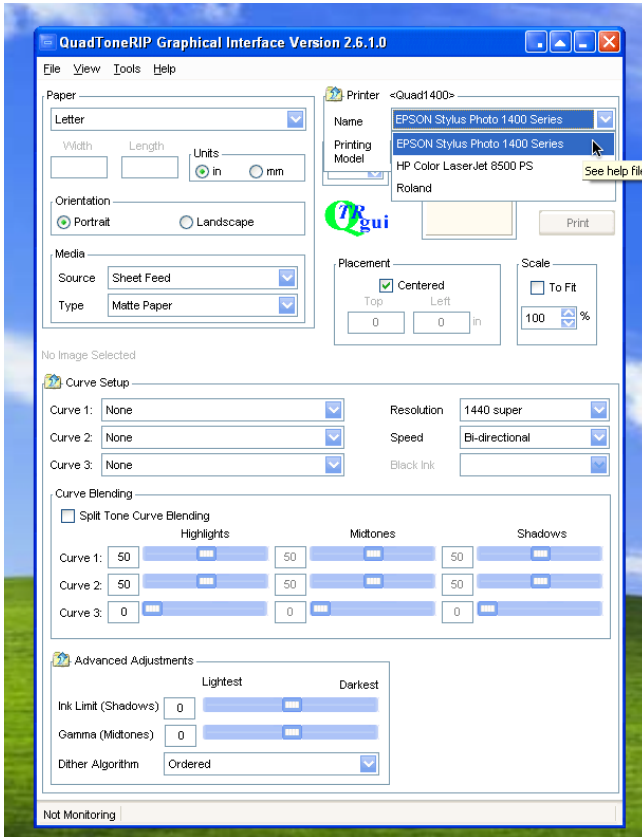 QuadToneRIP Graphical Interface Version 2.6.1.0
File View Tools Help
Paper
Letter
Width Length
Units
in mm
Orientation
Portrait Landscape
Media
Source Sheet Feed
Type Matte Paper
Printer <Quad1400>
Name EPSON Stylus Photo 1400 Series
Printing
Model
EPSON Stylus Photo 1400 Series
HP Color LaserJet 8500 PS
Roland
See help file
QTR
gui
Print
Placement
Centered
Top Left
0 0 in
Scale
To Fit
100 %
No Image Selected
Curve Setup
Curve 1: None
Curve 2: None
Curve 3: None
Resolution 1440 super
Speed Bi-directional
Black Ink
Curve Blending
Split Tone Curve Blending
Highlights Midtones Shadows
Curve 1: 50 50 50
Curve 2: 50 50 50
Curve 3: 0 0 0
Advanced Adjustments
Lightest Darkest
Ink Limit (Shadows) 0
Gamma (Midtones) 0
Dither Algorithm Ordered
Not Monitoring